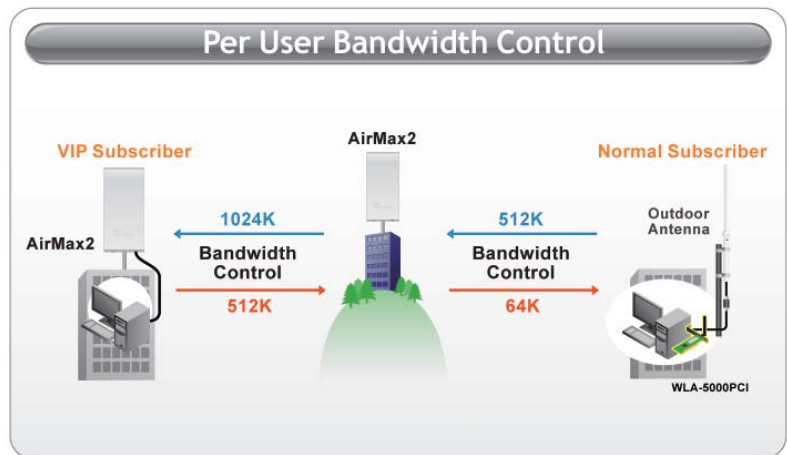 Per User Bandwidth Control
VIP Subscriber
AirMax2
Normal Subscriber
AirMax2
1024K
Bandwidth
Control
512K
512K
Bandwidth
Control
64K
Outdoor
Antenna
WLA-5000PCI